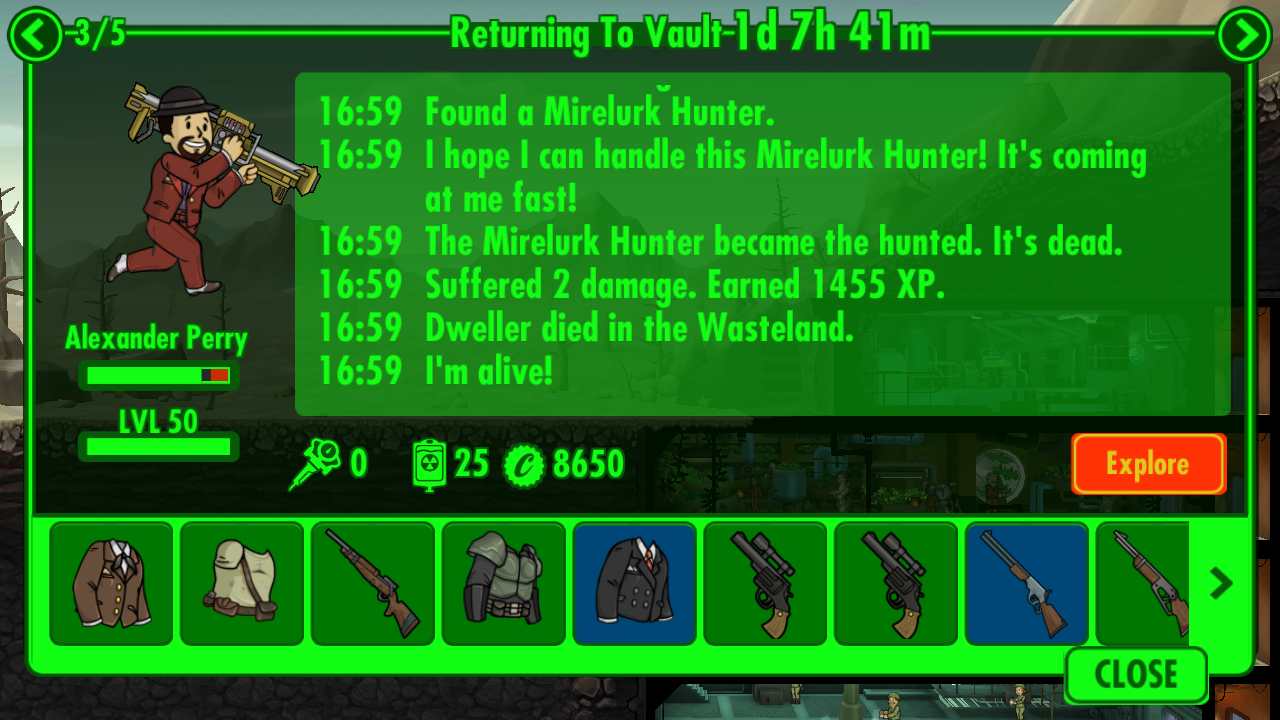 3/5
Returning To Vault 1d 7h 41m
16:59 Found a Mirelurk Hunter.
16:59 I hope I can handle this Mirelurk Hunter! It's coming
at me fast!
16:59 The Mirelurk Hunter became the hunted. It's dead.
16:59 Suffered 2 damage. Earned 1455 XP.
16:59 Dweller died in the Wasteland.
16:59 I'm alive!
Alexander Perry
LVL 50
0 25 8650
Explore
CLOSE